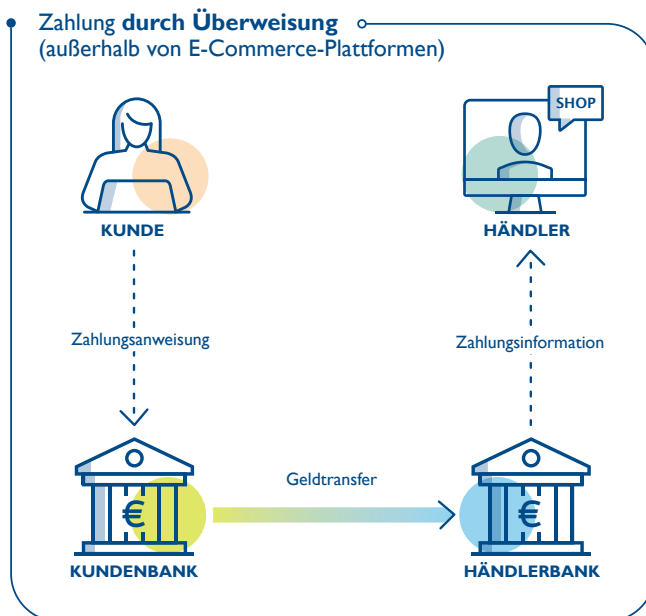 Zahlung durch Überweisung
(außerhalb von E-Commerce-Plattformen)
SHOP
KUNDE
HÄNDLER
Zahlungsanweisung
Zahlungsinformation
Geldtransfer
€
€
KUNDENBANK
HÄNDLERBANK